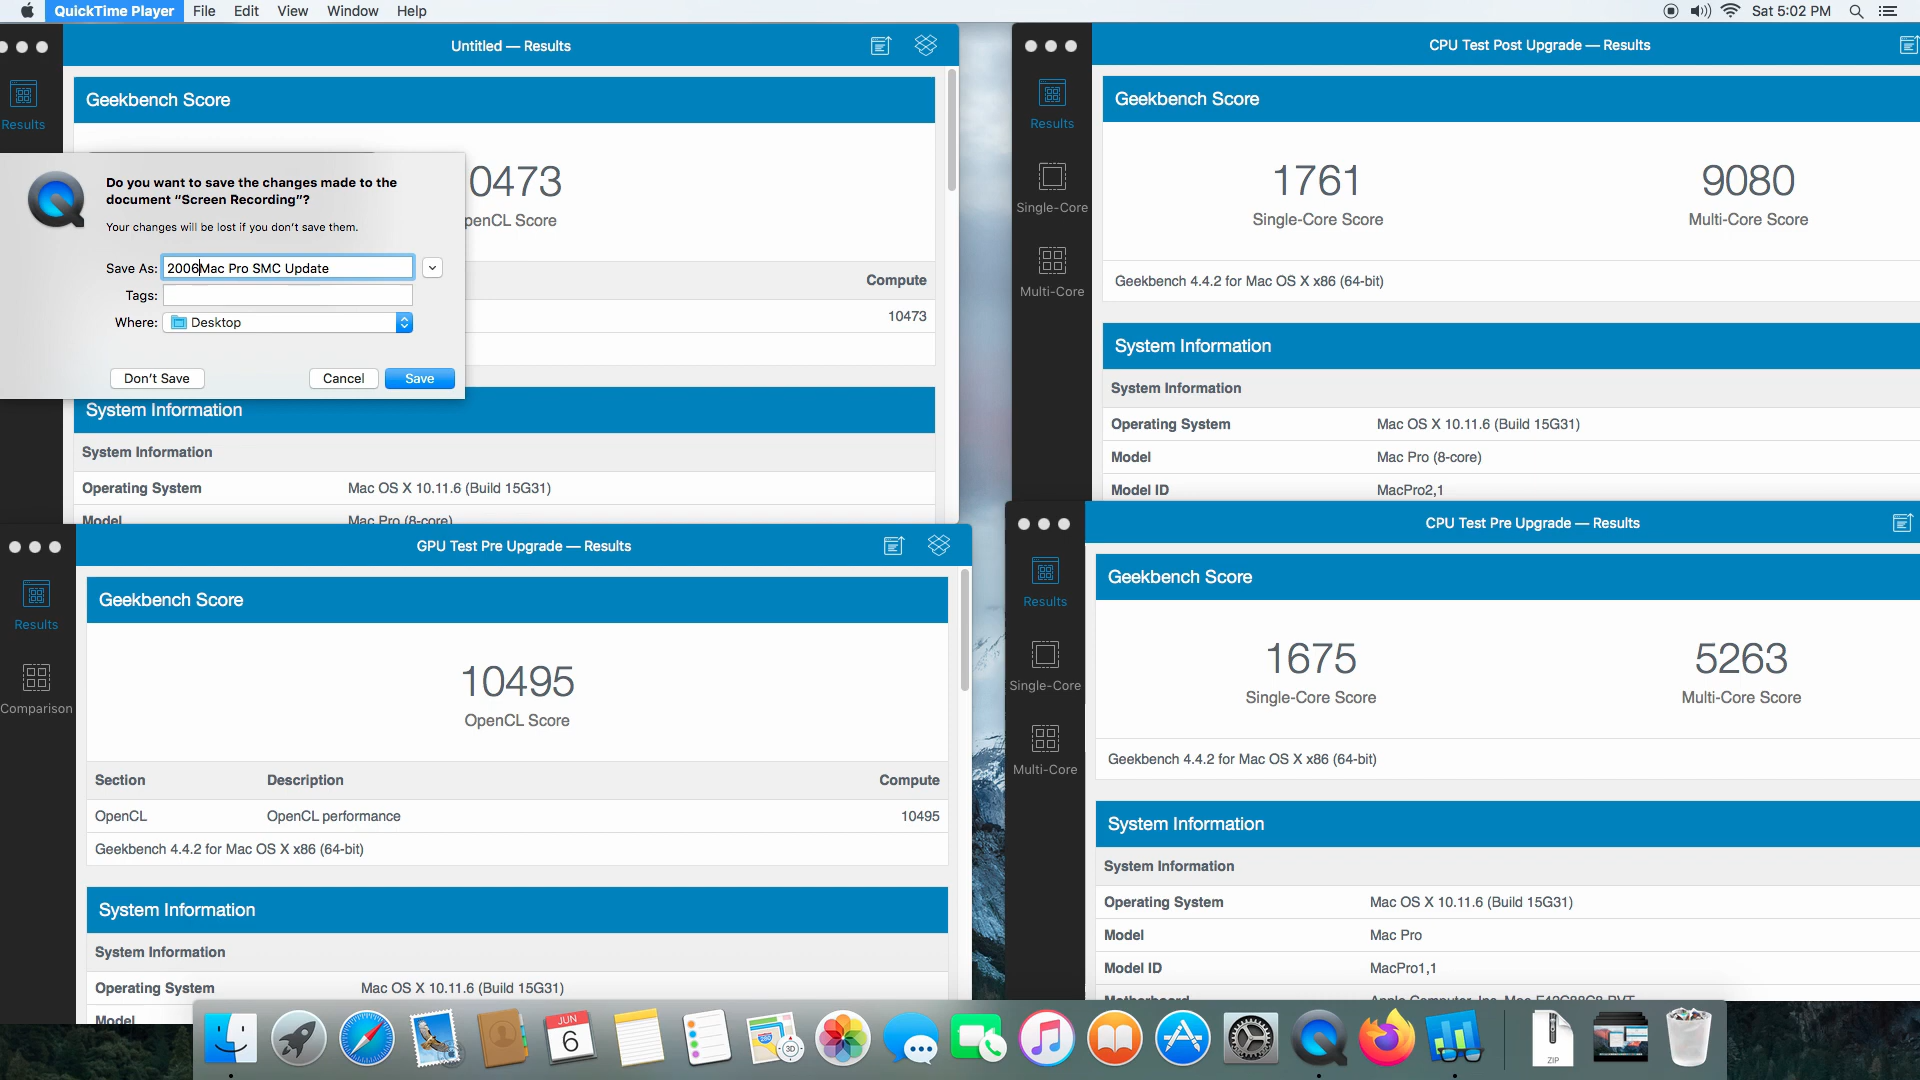 QuickTime Player File Edit View Window Help Sat 5:02 PM
Untitled — Results
Results
Geekbench Score
0473
penCL Score
Do you want to save the changes made to the
document “Screen Recording”?
Your changes will be lost if you don’t save them.
Save As: 2006Mac Pro SMC Update
Tags:
Where: Desktop
Don’t Save Cancel Save
Compute
10473
System Information
System Information
Operating System Mac OS X 10.11.6 (Build 15G31)
Model Mac Pro (8-core)
CPU Test Post Upgrade — Results
Results
Single-Core
Multi-Core
Geekbench Score
1761 9080
Single-Core Score Multi-Core Score
Geekbench 4.4.2 for Mac OS X x86 (64-bit)
System Information
System Information
Operating System Mac OS X 10.11.6 (Build 15G31)
Model Mac Pro (8-core)
Model ID MacPro2,1
GPU Test Pre Upgrade — Results
Results
Comparison
Geekbench Score
10495
OpenCL Score
Section Description Compute
OpenCL OpenCL performance 10495
Geekbench 4.4.2 for Mac OS X x86 (64-bit)
System Information
System Information
Operating System Mac OS X 10.11.6 (Build 15G31)
Model
CPU Test Pre Upgrade — Results
Results
Single-Core
Multi-Core
Geekbench Score
1675 5263
Single-Core Score Multi-Core Score
Geekbench 4.4.2 for Mac OS X x86 (64-bit)
System Information
System Information
Operating System Mac OS X 10.11.6 (Build 15G31)
Model Mac Pro
Model ID MacPro1,1
JUN
6
280
3D
ZIP